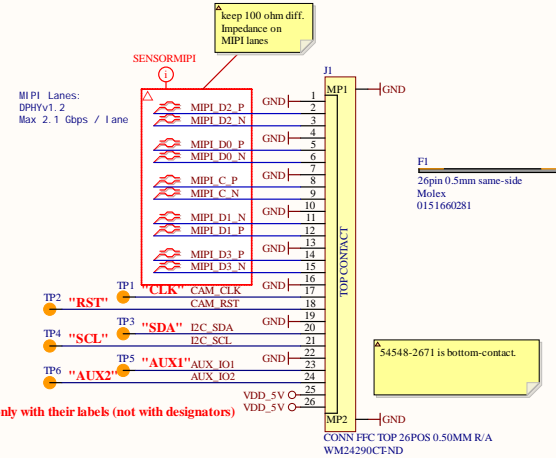 keep 100 ohm diff.
Impedance on
MIPI lanes
SENSORMIPI
i
MIPI Lanes:
DPHYv1.2
Max 2.1 Gbps / lane
J1
MP1
GND
GND 1
MIPI_D2_P 2
MIPI_D2_N 3
GND 4
MIPI_D0_P 5
MIPI_D0_N 6
GND 7
MIPI_C_P 8
MIPI_C_N 9
GND 10
MIPI_D1_N 11
MIPI_D1_P 12
GND 13
MIPI_D3_P 14
MIPI_D3_N 15
GND 16
TP1 "CLK" CAM_CLK 17
TP2 "RST" CAM_RST 18
GND 19
TP3 "SDA" I2C_SDA 20
TP4 "SCL" I2C_SCL 21
GND 22
TP5 "AUX1" AUX_IO1 23
TP6 "AUX2" AUX_IO2 24
VDD_5V 25
VDD_5V 26
TOP CONTACT
MP2
GND
F1
26pin 0.5mm same-side
Molex
0151660281
54548-2671 is bottom-contact.
nly with their labels (not with designators)
CONN FFC TOP 26POS 0.50MM R/A
WM24290CT-ND